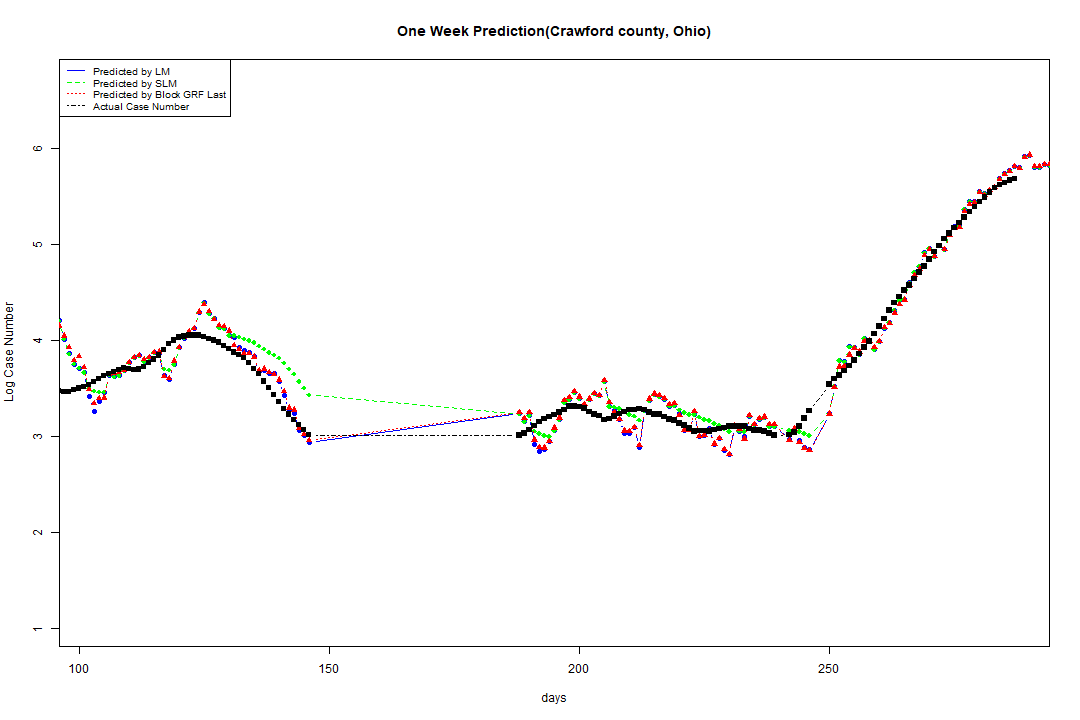 One Week Prediction(Crawford county, Ohio)
Predicted by LM
Predicted by SLM
Predicted by Block GRF Last
Actual Case Number
6
5
4
3
2
1
Log Case Number
100 150 200 250
days